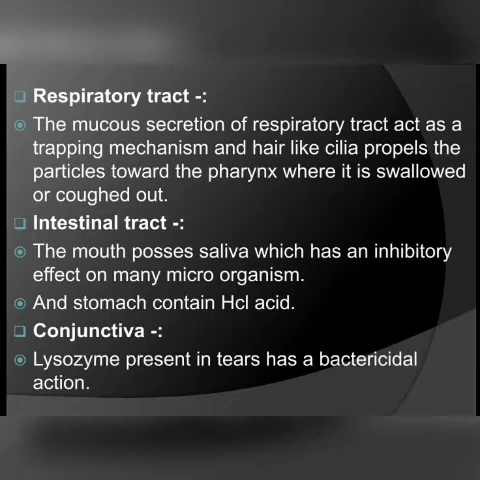 Respiratory tract -:
The mucous secretion of respiratory tract act as a
trapping mechanism and hair like cilia propels the
particles toward the pharynx where it is swallowed
or coughed out.
Intestinal tract -:
The mouth posses saliva which has an inhibitory
effect on many micro organism.
And stomach contain Hcl acid.
Conjunctiva -:
Lysozyme present in tears has a bactericidal
action.